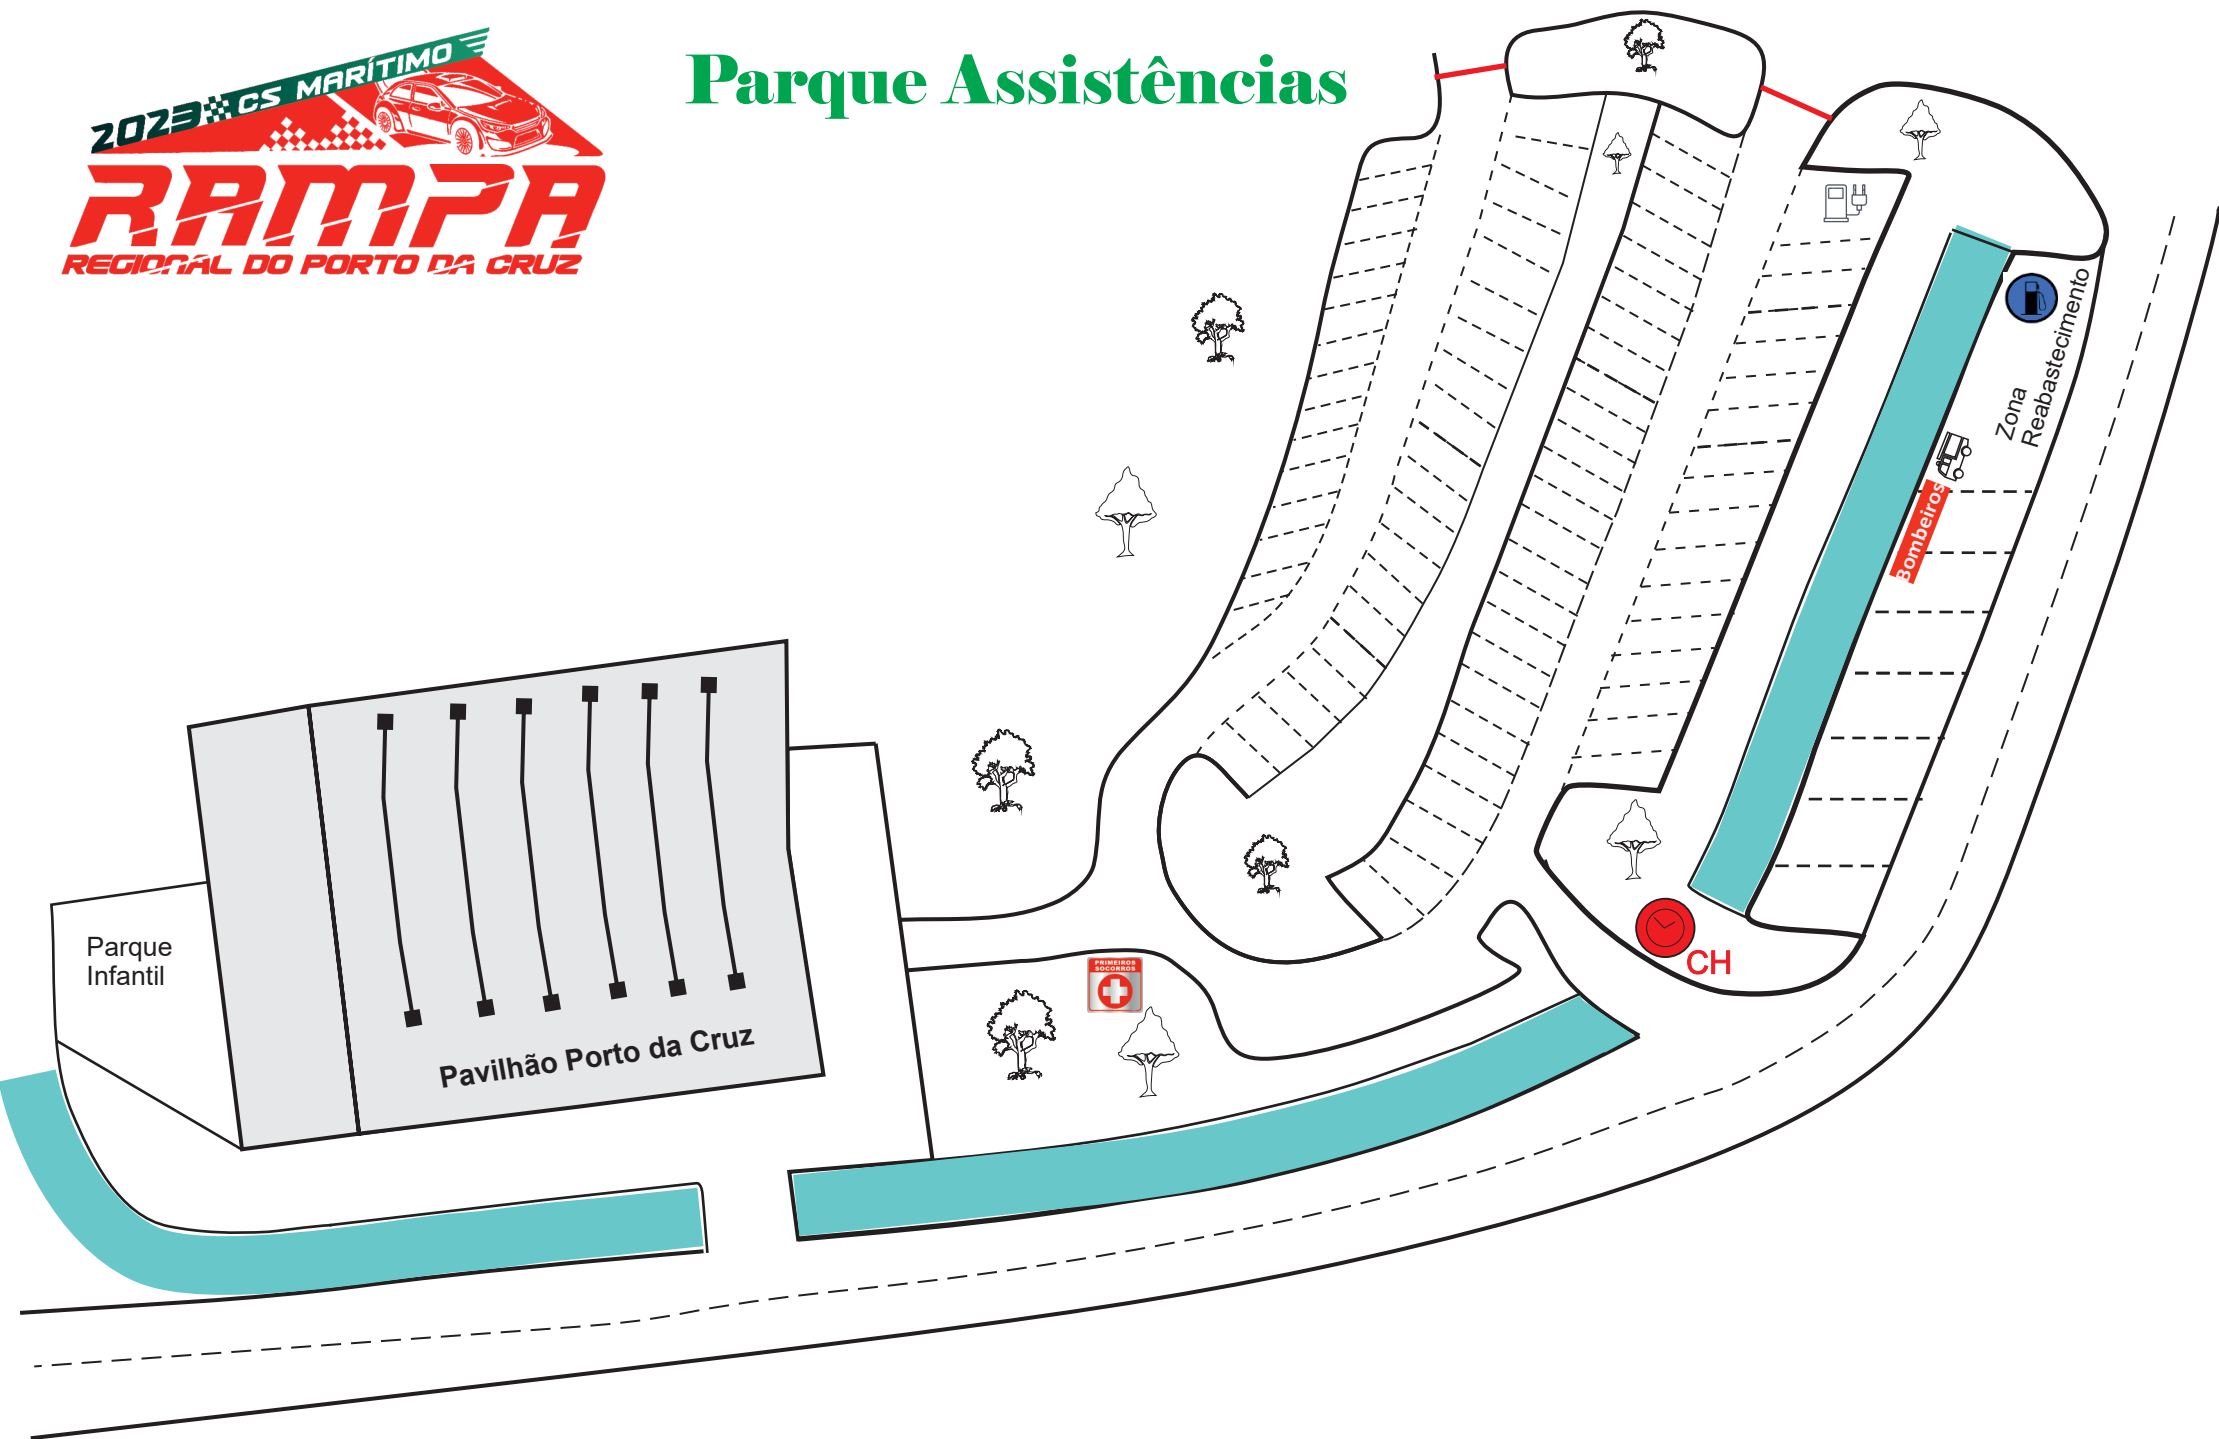 2023 CS MARÍTIMO
RAMPA
REGIONAL DO PORTO DA CRUZ
Parque Assistências
Zona
Reabastecimento
Bombeiros
Parque
Infantil
PRIMEIROS
SOCORROS
CH
Pavilhão Porto da Cruz